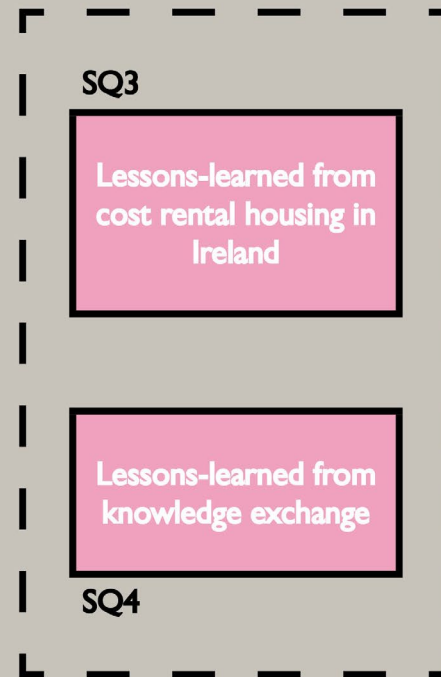 SQ3
Lessons-learned from
cost rental housing in
Ireland
Lessons-learned from
knowledge exchange
SQ4